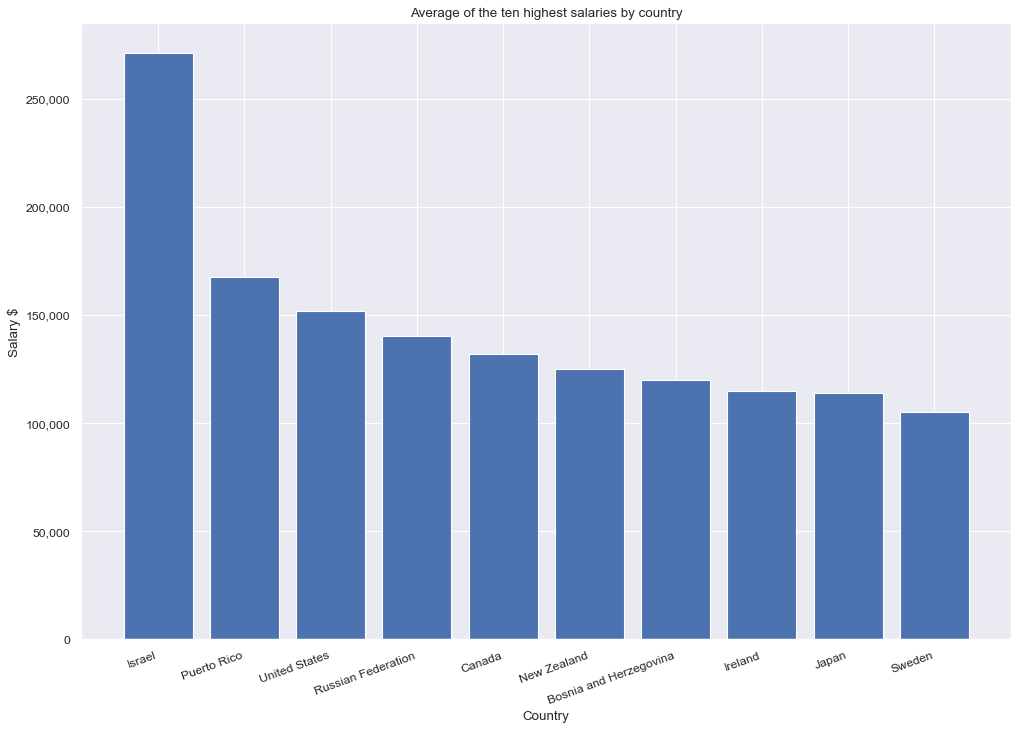 Average of the ten highest salaries by country
Salary $
250,000
200,000
150,000
100,000
50,000
0
Israel
Puerto Rico
United States
Russian Federation
Canada
New Zealand
Bosnia and Herzegovina
Ireland
Japan
Sweden
Country